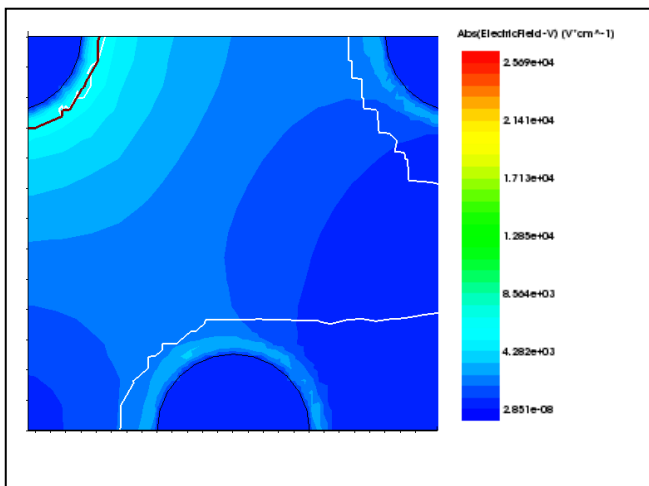 Abs(ElectricField-V) (V*cm^-1)
2.569e+04
2.141e+04
1.713e+04
1.285e+04
8.564e+03
4.282e+03
2.851e-08